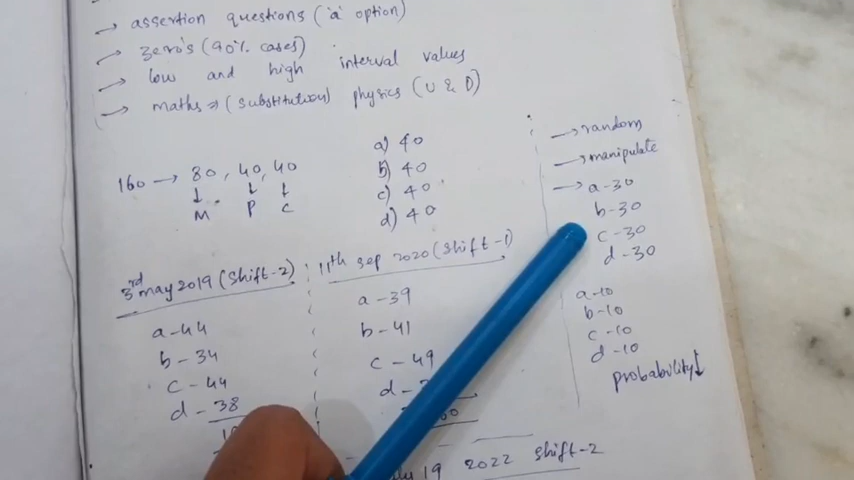 → assertion questions ('a' option)
→ zero's (90% cases)
→ low and high interval values
→ maths ⇒ (substitution) physics (U & D)
160 → 80, 40, 40
↓ ↓ ↓
M P C
a) 40
b) 40
c) 40
d) 40
3rd may 2019 (Shift-2)
a-44
b-34
c-44
d-38
11th sep 2020 (Shift-1)
a-39
b-41
c-49
d-
→ random
→ manipulate
→ a-30
b-30
c-30
d-30
a-10
b-10
c-10
d-10
probability↓
19 2022 shift-2